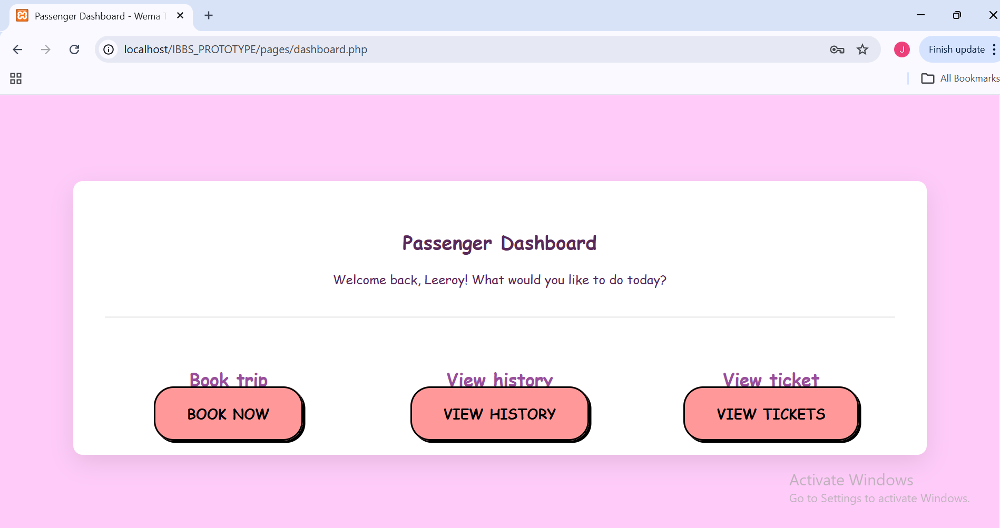 Passenger Dashboard - Wema
localhost/IBBS_PROTOTYPE/pages/dashboard.php
J
Finish update
All Bookmarks
Passenger Dashboard
Welcome back, Leeroy! What would you like to do today?
Book trip
View history
View ticket
BOOK NOW
VIEW HISTORY
VIEW TICKETS
Activate Windows
Go to Settings to activate Windows.